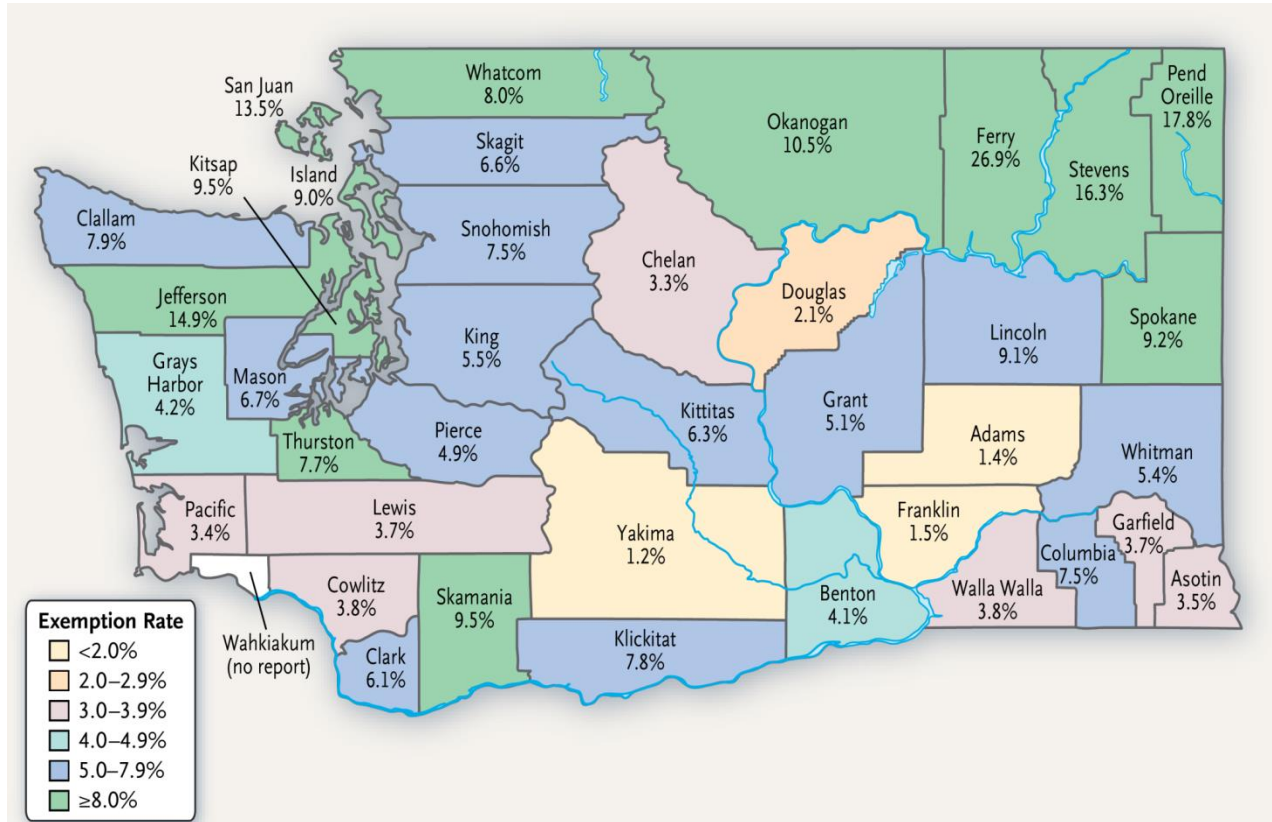 San Juan
13.5%
Whatcom
8.0%
Okanogan
10.5%
Ferry
26.9%
Stevens
16.3%
Pend
Oreille
17.8%
Kitsap
9.5%
Island
9.0%
Skagit
6.6%
Clallam
7.9%
Snohomish
7.5%
Chelan
3.3%
Douglas
2.1%
Jefferson
14.9%
King
5.5%
Lincoln
9.1%
Spokane
9.2%
Grays
Harbor
4.2%
Mason
6.7%
Kittitas
6.3%
Grant
5.1%
Thurston
7.7%
Pierce
4.9%
Adams
1.4%
Whitman
5.4%
Pacific
3.4%
Lewis
3.7%
Yakima
1.2%
Franklin
1.5%
Garfield
3.7%
Columbia
7.5%
Asotin
3.5%
Cowlitz
3.8%
Skamania
9.5%
Benton
4.1%
Walla Walla
3.8%
Wahkiakum
(no report)
Clark
6.1%
Klickitat
7.8%
Exemption Rate
<2.0%
2.0–2.9%
3.0–3.9%
4.0–4.9%
5.0–7.9%
≥8.0%